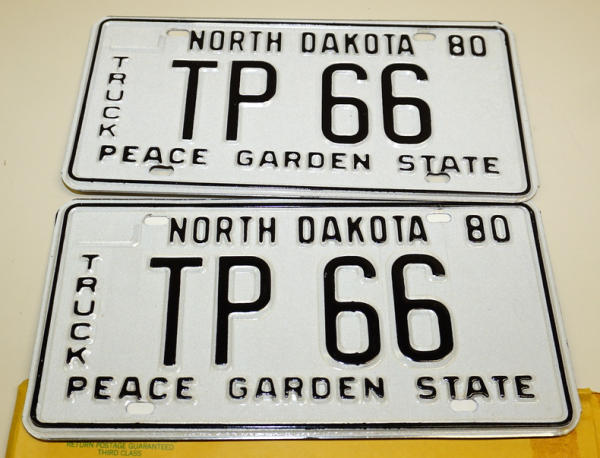 NORTH DAKOTA 80
TRUCK
TP 66
PEACE GARDEN STATE
NORTH DAKOTA 80
TRUCK
TP 66
PEACE GARDEN STATE
RETURN POSTAGE GUARANTEED
THIRD CLASS